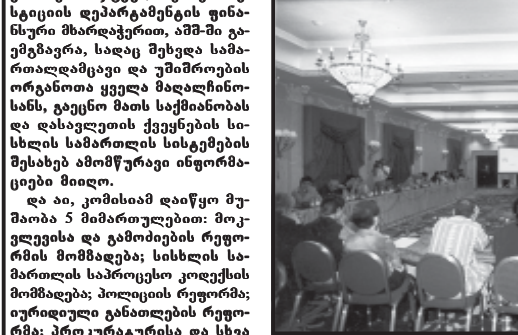 სტიციის დეპარტამენტის ფინა-
ნსური მხარდაჭერით, აშშ-ში გა-
ემგზავრა, სადაც შეხვდა სამა-
რთალდამცავი და უშიშროების
ორგანოთა ყველა მაღალჩინო-
სანს, გაეცნო მათს საქმიანობას
და დასავლეთის ქვეყნების სი-
სხლის სამართლის სისტემების
შესახებ ამომწურავი ინფორმა-
ციები მიიღო.
და აი, კომისიამ დაიწყო მუ-
შაობა 5 მიმართულებით: მოკ-
ვლევისა და გამოძიების რეფო-
რმის მომზადება; სისხლის სა-
მართლის საპროცესო კოდექსის
მომზადება; პოლიციის რეფორმა;
იურიდიული განათლების რეფო-
რმა; პროკურატურისა და სხვა